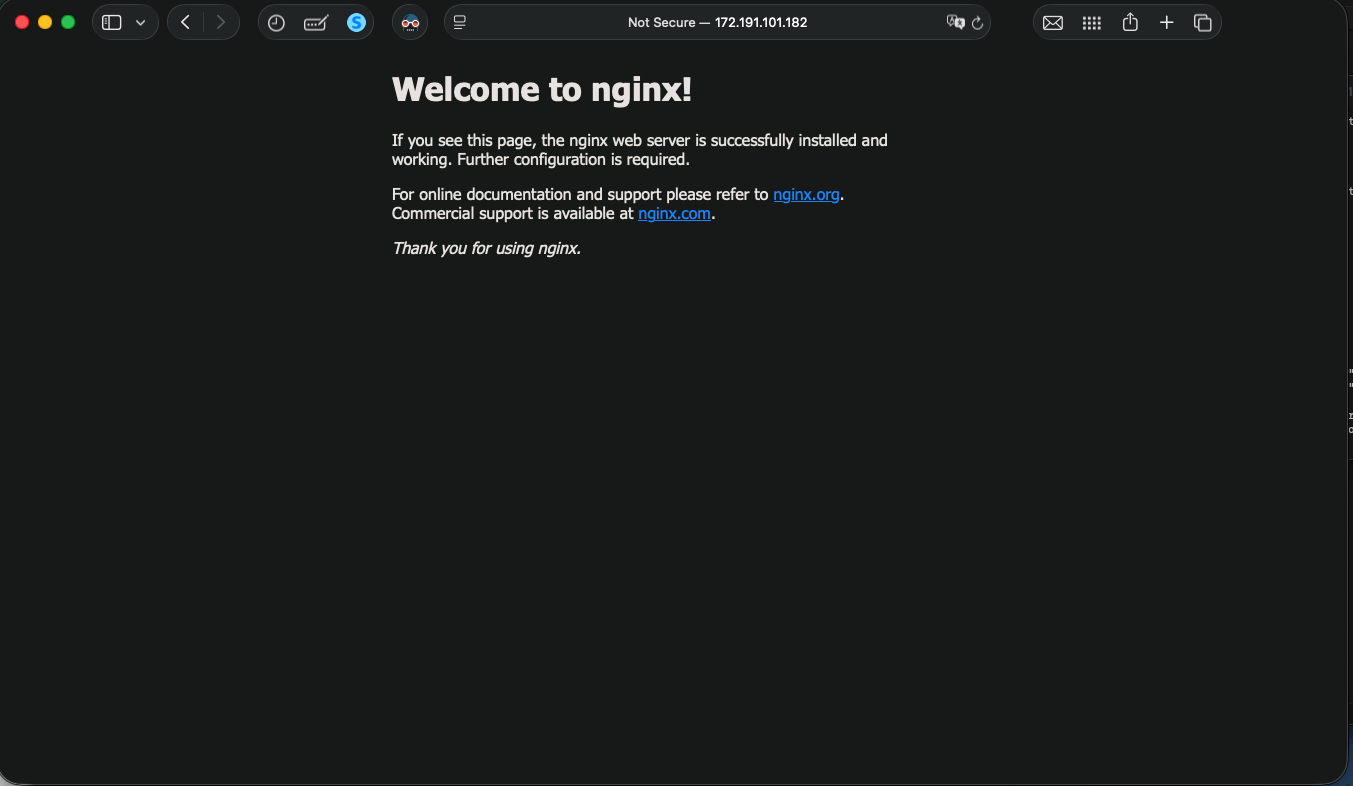 Not Secure — 172.191.101.182
Welcome to nginx!
If you see this page, the nginx web server is successfully installed and
working. Further configuration is required.
For online documentation and support please refer to nginx.org.
Commercial support is available at nginx.com.
Thank you for using nginx.